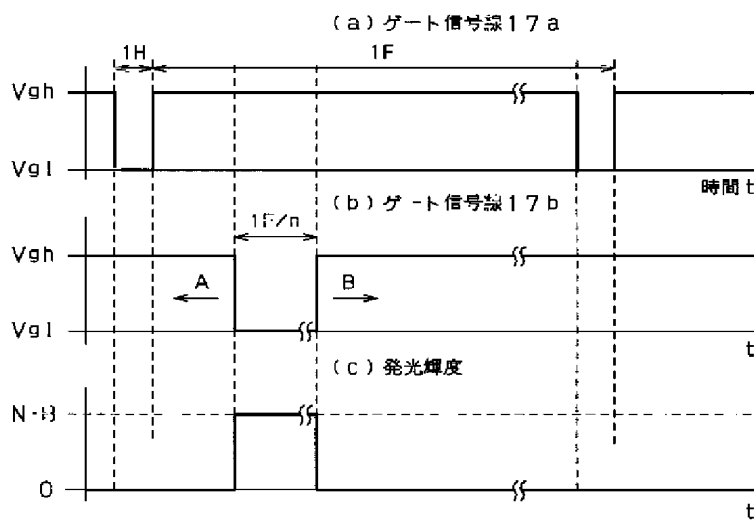 (a)ゲート信号線17a
1H
1F
Vgh
Vgl
時間t
(b)ゲート信号線17b
1F/n
Vgh
A
B
Vgl
t
(c)発光輝度
N・B
0
t